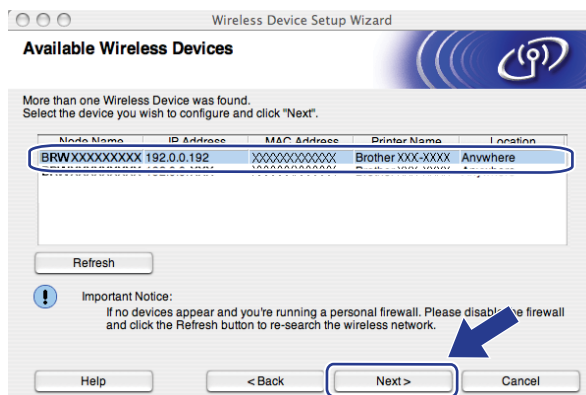 Wireless Device Setup Wizard
Available Wireless Devices
More than one Wireless Device was found.
Select the device you wish to configure and click "Next".
Node Name IP Address MAC Address Printer Name Location
BRWXXXXXXXXX 192.0.0.192 XXXXXXXXXXXX Brother XXX-XXXX Anywhere
Refresh
Important Notice:
If no devices appear and you're running a personal firewall. Please firewall
and click the Refresh button to re-search the wireless network.
Help < Back Next > Cancel